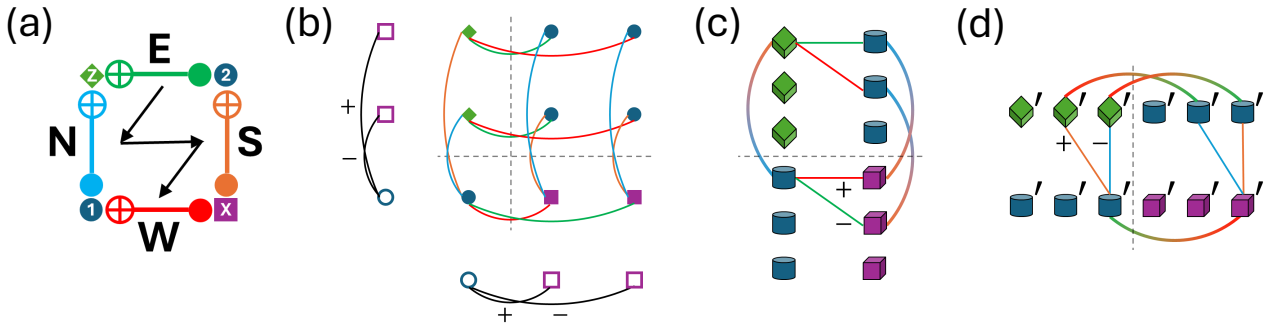 (a)
E
Z
2
N
S
1
X
W
(b)
+
−
+ −
(c)
+
−
(d)
′ ′ ′ ′ ′ ′
+ −
′ ′ ′ ′ ′ ′